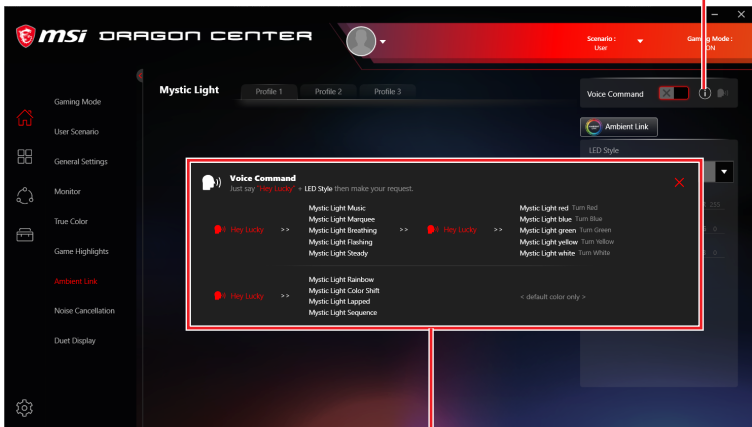 msi DRAGON CENTER
Scenario :
User
Gaming Mode :
ON
Mystic Light
Profile 1
Profile 2
Profile 3
Voice Command
Ambient Link
LED Style
255
0
0
Gaming Mode
User Scenario
General Settings
Monitor
True Color
Game Highlights
Ambient Link
Noise Cancellation
Duet Display
Voice Command
Just say "Hey Lucky" + LED Style then make your request.
Hey Lucky >>
Mystic Light Music
Mystic Light Marquee
Mystic Light Breathing
Mystic Light Flashing
Mystic Light Steady
>> Hey Lucky >>
Mystic Light red Turn Red
Mystic Light blue Turn Blue
Mystic Light green Turn Green
Mystic Light yellow Turn Yellow
Mystic Light white Turn White
Hey Lucky >>
Mystic Light Rainbow
Mystic Light Color Shift
Mystic Light Lapped
Mystic Light Sequence
< default color only >